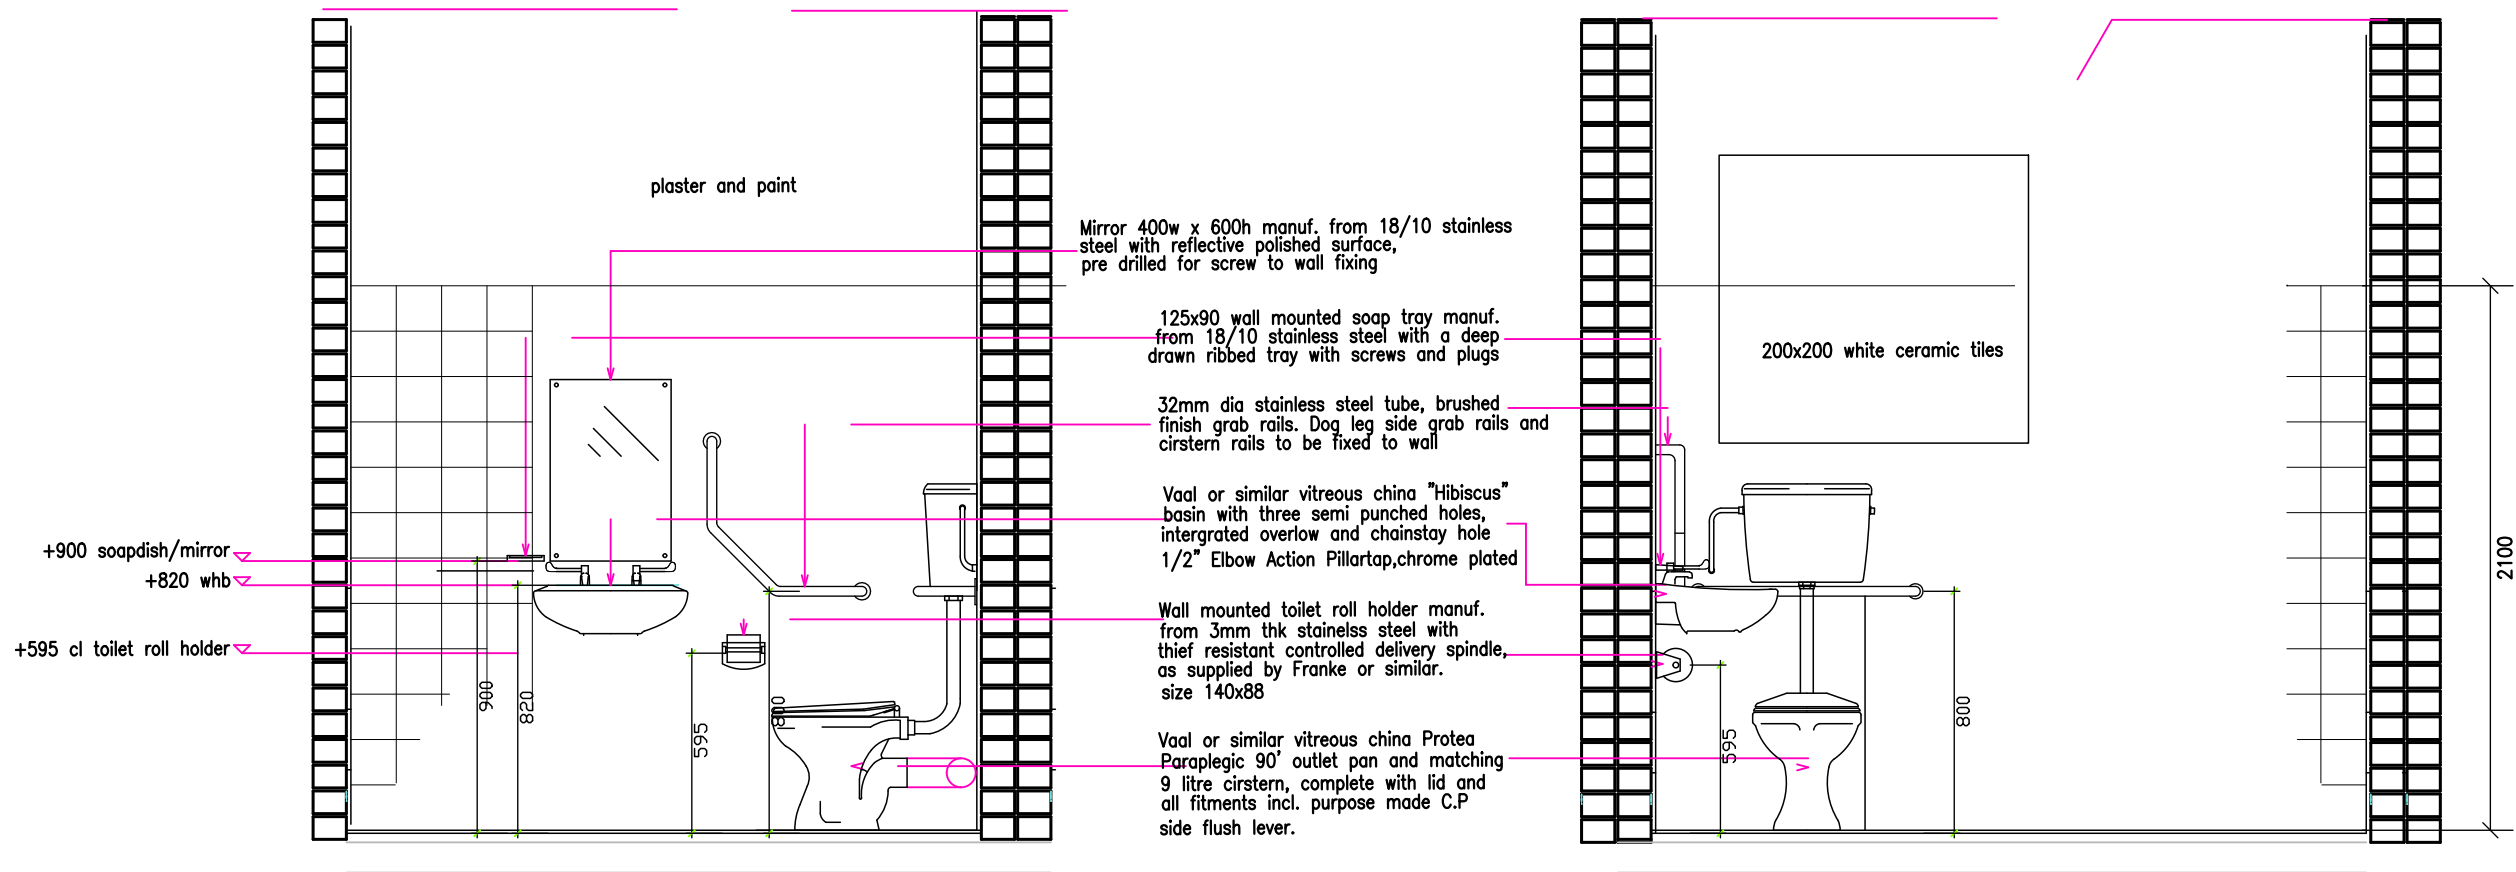 plaster and paint
Mirror 400w x 600h manuf. from 18/10 stainless
steel with reflective polished surface,
pre drilled for screw to wall fixing
125x90 wall mounted soap tray manuf.
from 18/10 stainless steel with a deep
drawn ribbed tray with screws and plugs
32mm dia stainless steel tube, brushed
finish grab rails. Dog leg side grab rails and
cirstern rails to be fixed to wall
Vaal or similar vitreous china "Hibiscus"
basin with three semi punched holes,
intergrated overlow and chainstay hole
1/2" Elbow Action Pillartap,chrome plated
Wall mounted toilet roll holder manuf.
from 3mm thk stainelss steel with
thief resistant controlled delivery spindle,
as supplied by Franke or similar.
size 140x88
Vaal or similar vitreous china Protea
Paraplegic 90' outlet pan and matching
9 litre cirstern, complete with lid and
all fitments incl. purpose made C.P
side flush lever.
+900 soapdish/mirror
+820 whb
+595 cl toilet roll holder
900
820
595
800
200x200 white ceramic tiles
595
800
2100